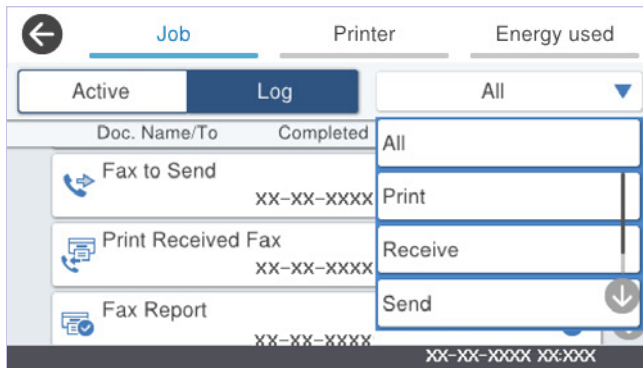 Job Printer Energy used
Active Log All
Doc. Name/To Completed
All
Fax to Send
XX-XX-XXXX
Print
Print Received Fax
XX-XX-XXXX
Receive
Fax Report
XX-XX-XXXX
Send
XX-XX-XXXX XX:XXX